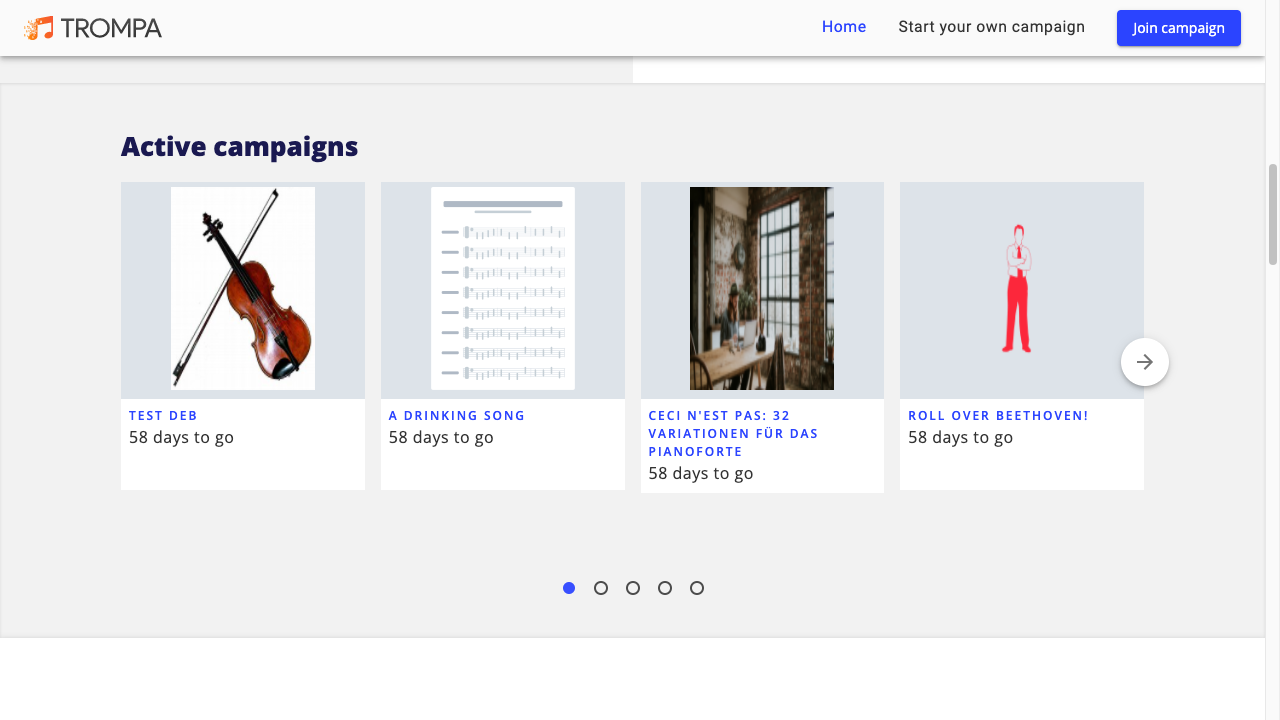 TROMPA
Home
Start your own campaign
Join campaign
Active campaigns
TEST DEB
58 days to go
A DRINKING SONG
58 days to go
CECI N'EST PAS: 32
VARIATIONEN FÜR DAS
PIANOFORTE
58 days to go
ROLL OVER BEETHOVEN!
58 days to go